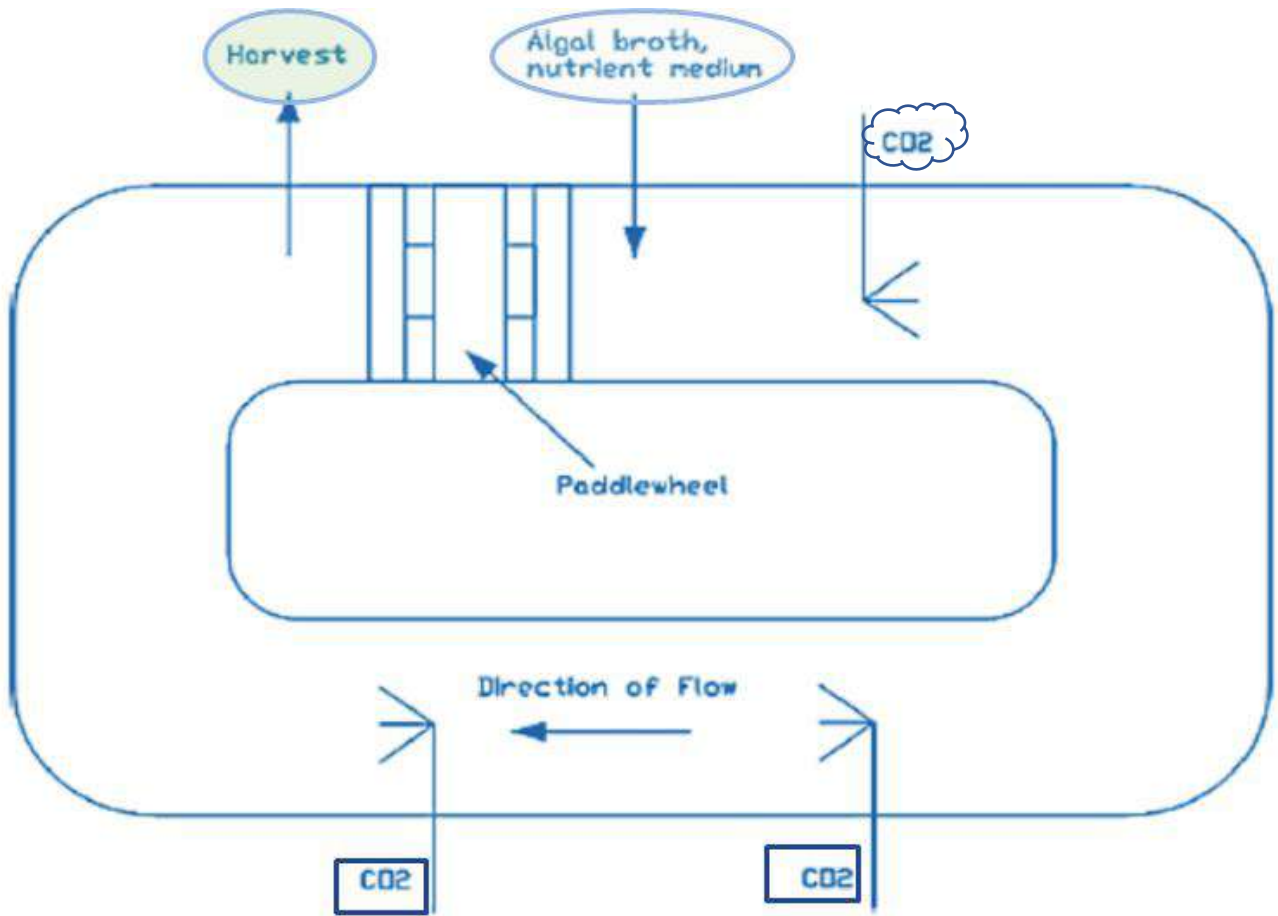 Harvest
Algal broth,
nutrient medium
CO2
Paddlewheel
Direction of Flow
CO2
CO2